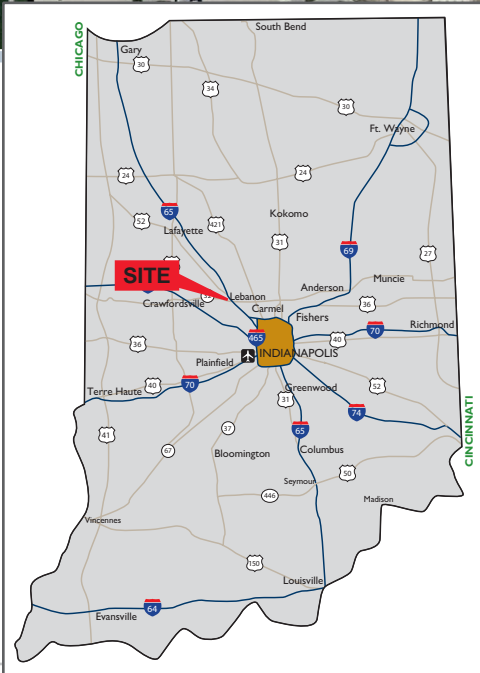 CHICAGO
South Bend
Gary
30
34
30
Ft. Wayne
24
24
65
52
421
Lafayette
Kokomo
31
69
27
SITE
Lebanon
Crawfordsville
Carmel
Anderson
Muncie
36
Fishers
Richmond
70
465
40
INDIANAPOLIS
36
Plainfield
Terre Haute
40
70
Greenwood
52
31
74
41
37
65
CINCINNATI
67
Bloomington
Columbus
50
Seymour
446
Madison
Vincennes
150
Louisville
64
Evansville